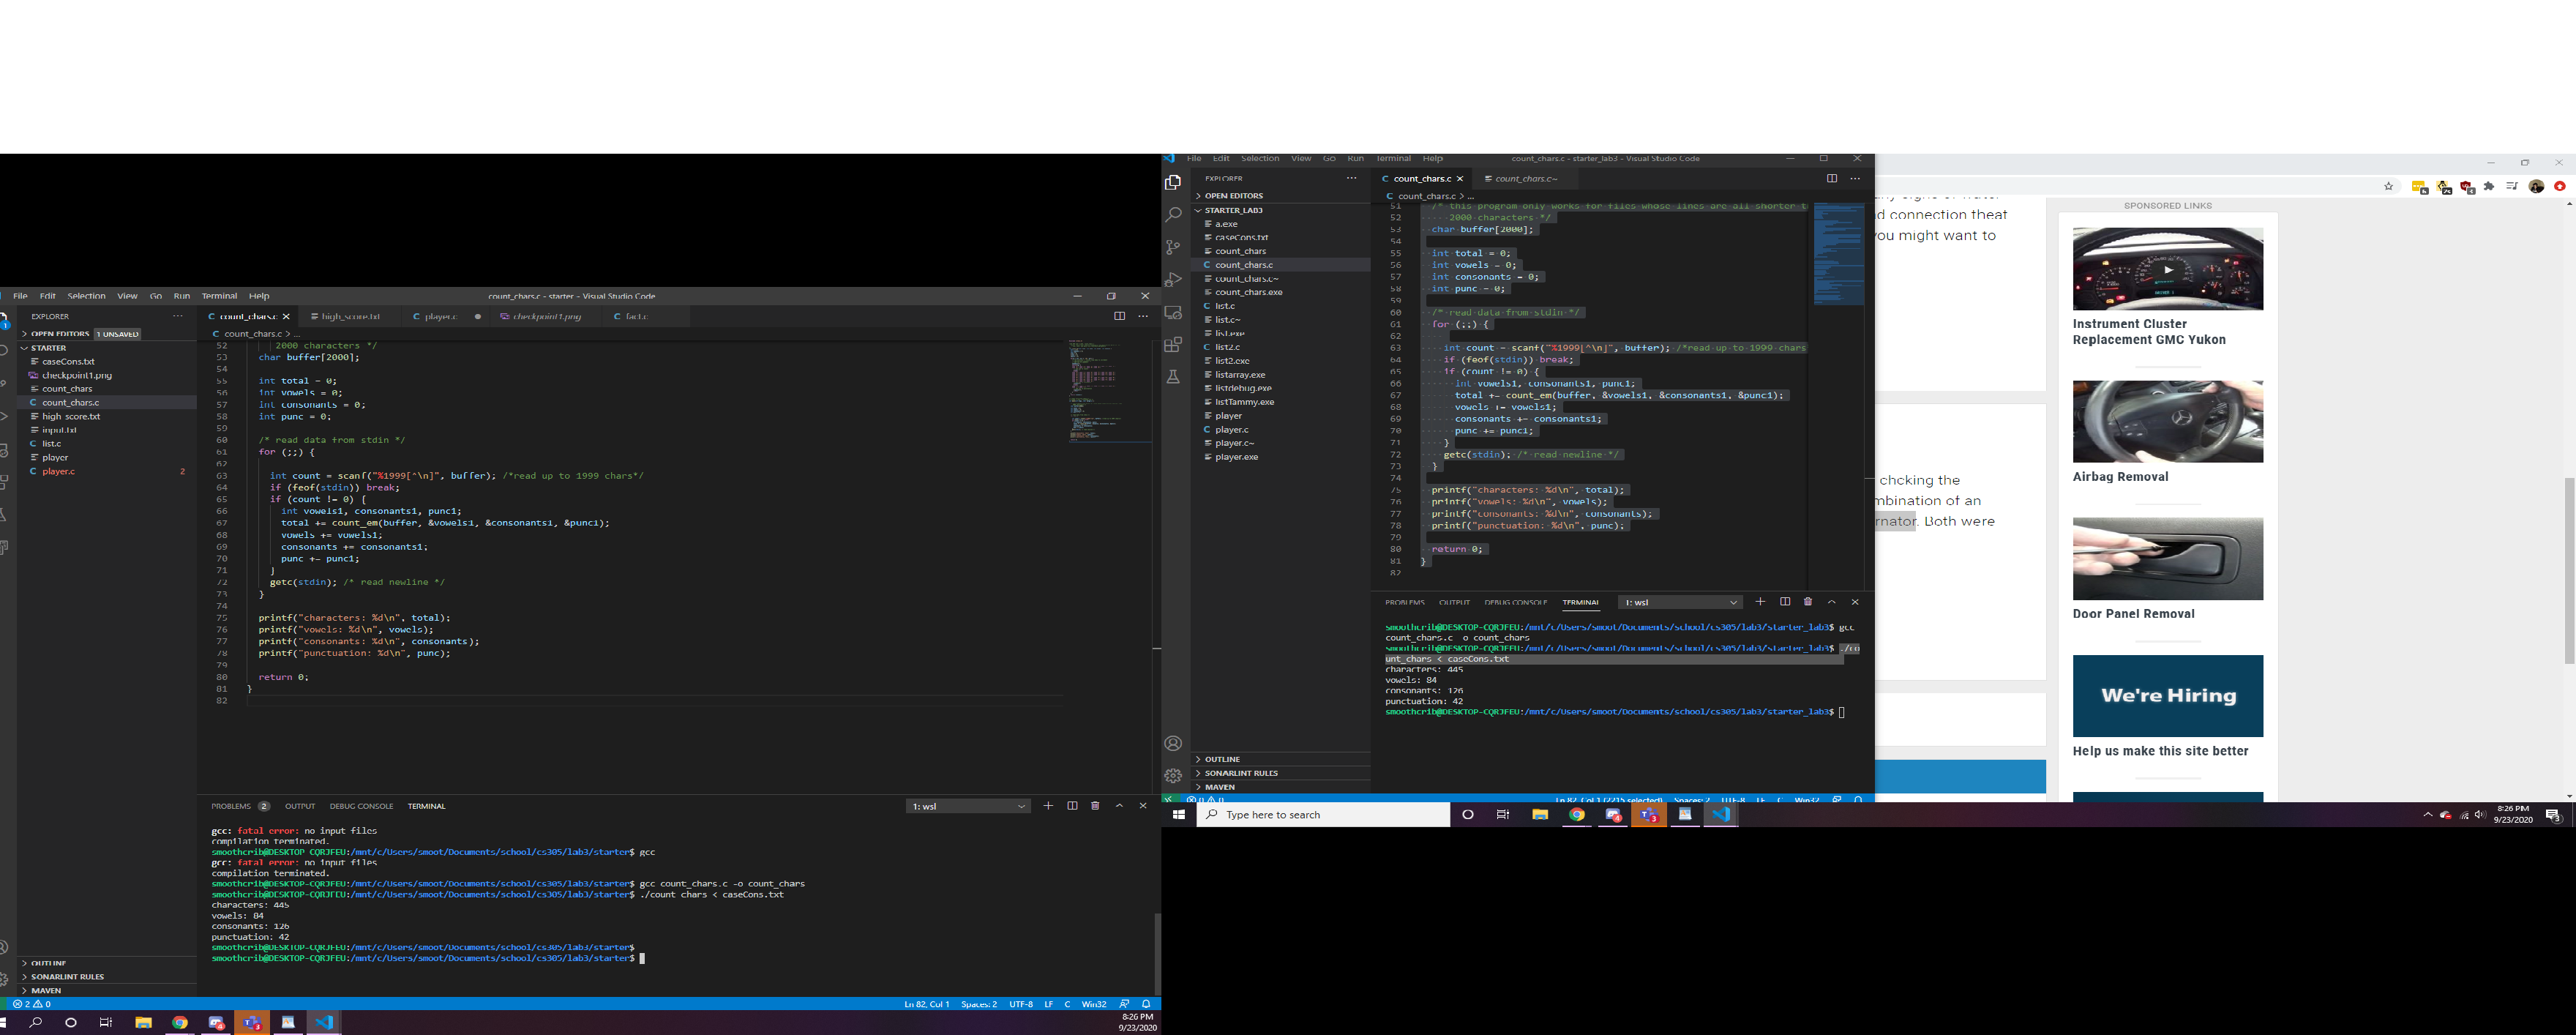 File Edit Selection View Go Run Terminal Help
count_chars.c - starter - Visual Studio Code
EXPLORER
OPEN EDITORS 1 UNSAVED
STARTER
caseCons.txt
checkpoint1.png
count_chars
count_chars.c
high_score.txt
input.txt
list.c
player
player.c 2
OUTLINE
SONARLINT RULES
MAVEN
count_chars.c high_score.txt player.c checkpoint1.png fact.c
count_chars.c > ...
52 2000 characters */
53 char buffer[2000];
54
55 int total = 0;
56 int vowels = 0;
57 int consonants = 0;
58 int punc = 0;
59
60 /* read data from stdin */
61 for (;;) {
62
63 int count = scanf("%1999[^\n]", buffer); /*read up to 1999 chars*/
64 if (feof(stdin)) break;
65 if (count != 0) {
66 int vowels1, consonants1, punc1;
67 total += count_em(buffer, &vowels1, &consonants1, &punc1);
68 vowels += vowels1;
69 consonants += consonants1;
70 punc += punc1;
71 }
72 getc(stdin); /* read newline */
73 }
74
75 printf("characters: %d\n", total);
76 printf("vowels: %d\n", vowels);
77 printf("consonants: %d\n", consonants);
78 printf("punctuation: %d\n", punc);
79
80 return 0;
81 }
82
PROBLEMS 2 OUTPUT DEBUG CONSOLE TERMINAL 1: wsl
gcc: fatal error: no input files
compilation terminated.
smoothcrib@DESKTOP-CQRJFEU:/mnt/c/Users/smoot/Documents/school/cs305/lab3/starter$ gcc
gcc: fatal error: no input files
compilation terminated.
smoothcrib@DESKTOP-CQRJFEU:/mnt/c/Users/smoot/Documents/school/cs305/lab3/starter$ gcc count_chars.c -o count_chars
smoothcrib@DESKTOP-CQRJFEU:/mnt/c/Users/smoot/Documents/school/cs305/lab3/starter$ ./count_chars < caseCons.txt
characters: 445
vowels: 84
consonants: 126
punctuation: 42
smoothcrib@DESKTOP-CQRJFEU:/mnt/c/Users/smoot/Documents/school/cs305/lab3/starter$
smoothcrib@DESKTOP-CQRJFEU:/mnt/c/Users/smoot/Documents/school/cs305/lab3/starter$
2 0
Ln 82, Col 1 Spaces: 2 UTF-8 LF C Win32
8:26 PM
9/23/2020
File Edit Selection View Go Run Terminal Help
count_chars.c - starter_lab3 - Visual Studio Code
EXPLORER
OPEN EDITORS
STARTER_LAB3
a.exe
caseCons.txt
count_chars
count_chars.c
count_chars.c~
count_chars.exe
list.c
list.c~
list.exe
list2.c
list2.exe
listarray.exe
listdebug.exe
listTammy.exe
player
player.c
player.c~
player.exe
OUTLINE
SONARLINT RULES
MAVEN
count_chars.c count_chars.c~
count_chars.c > ...
51 /* this program only works for files whose lines are all shorter t
52 2000 characters */
53 char buffer[2000];
54
55 int total = 0;
56 int vowels = 0;
57 int consonants = 0;
58 int punc = 0;
59
60 /* read data from stdin */
61 for (;;) {
62
63 int count = scanf("%1999[^\n]", buffer); /*read up to 1999 chars
64 if (feof(stdin)) break;
65 if (count != 0) {
66 int vowels1, consonants1, punc1;
67 total += count_em(buffer, &vowels1, &consonants1, &punc1);
68 vowels += vowels1;
69 consonants += consonants1;
70 punc += punc1;
71 }
72 getc(stdin); /* read newline */
73 }
74
75 printf("characters: %d\n", total);
76 printf("vowels: %d\n", vowels);
77 printf("consonants: %d\n", consonants);
78 printf("punctuation: %d\n", punc);
79
80 return 0;
81 }
82
PROBLEMS OUTPUT DEBUG CONSOLE TERMINAL 1: wsl
smoothcrib@DESKTOP-CQRJFEU:/mnt/c/Users/smoot/Documents/school/cs305/lab3/starter_lab3$ gcc
count_chars.c -o count_chars
smoothcrib@DESKTOP-CQRJFEU:/mnt/c/Users/smoot/Documents/school/cs305/lab3/starter_lab3$ ./co
unt_chars < caseCons.txt
characters: 445
vowels: 84
consonants: 126
punctuation: 42
smoothcrib@DESKTOP-CQRJFEU:/mnt/c/Users/smoot/Documents/school/cs305/lab3/starter_lab3$
0 0
Ln 82, Col 1 (2215 selected) Spaces: 2 UTF-8 LF C Win32
d connection theat
you might want to
chcking the
mbination of an
rnator. Both were
SPONSORED LINKS
Instrument Cluster
Replacement GMC Yukon
Airbag Removal
Door Panel Removal
We're Hiring
Help us make this site better
Type here to search
8:26 PM
9/23/2020